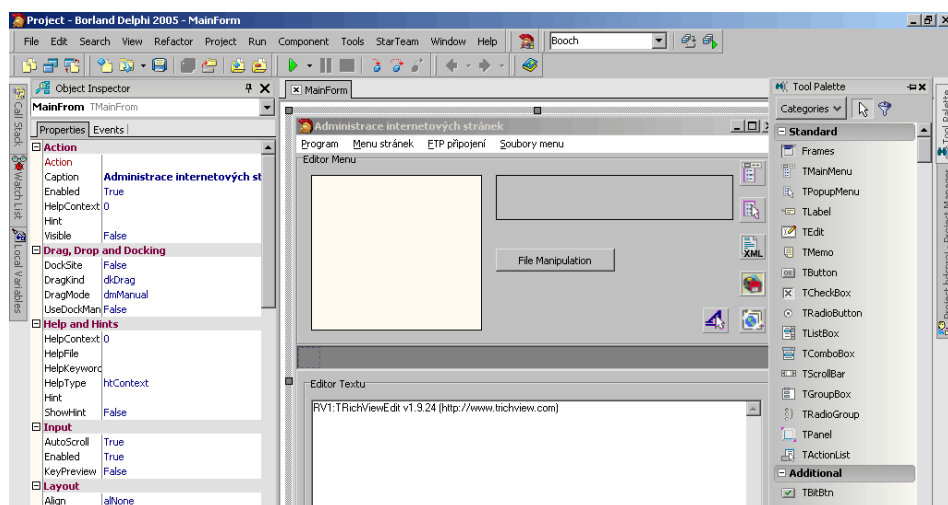 Project - Borland Delphi 2005 - MainForm
File Edit Search View Refactor Project Run Component Tools StarTeam Window Help
Booch
Call Stack
Watch List
Local Variables
Object Inspector
MainFrom TMainFrom
Properties Events
Action
Action
Caption Administrace internetových st
Enabled True
HelpContext 0
Hint
Visible False
Drag, Drop and Docking
DockSite False
DragKind dkDrag
DragMode dmManual
UseDockMan False
Help and Hints
HelpContext 0
HelpFile
HelpKeyword
HelpType htContext
Hint
ShowHint False
Input
AutoScroll True
Enabled True
KeyPreview False
Layout
Align alNone
MainForm
Administrace internetových stránek
Program Menu stránek FTP připojení Soubory menu
Editor Menu
XML
File Manipulation
Editor Textu
RV1:TRichViewEdit v1.9.24 (http://www.trichview.com)
Tool Palette
Categories
Standard
Frames
TMainMenu
TPopupMenu
TLabel
TEdit
TMemo
TButton
TCheckBox
TRadioButton
TListBox
TComboBox
TScrollBar
TGroupBox
TRadioGroup
TPanel
TActionList
Additional
TBitBtn
Tool Palette